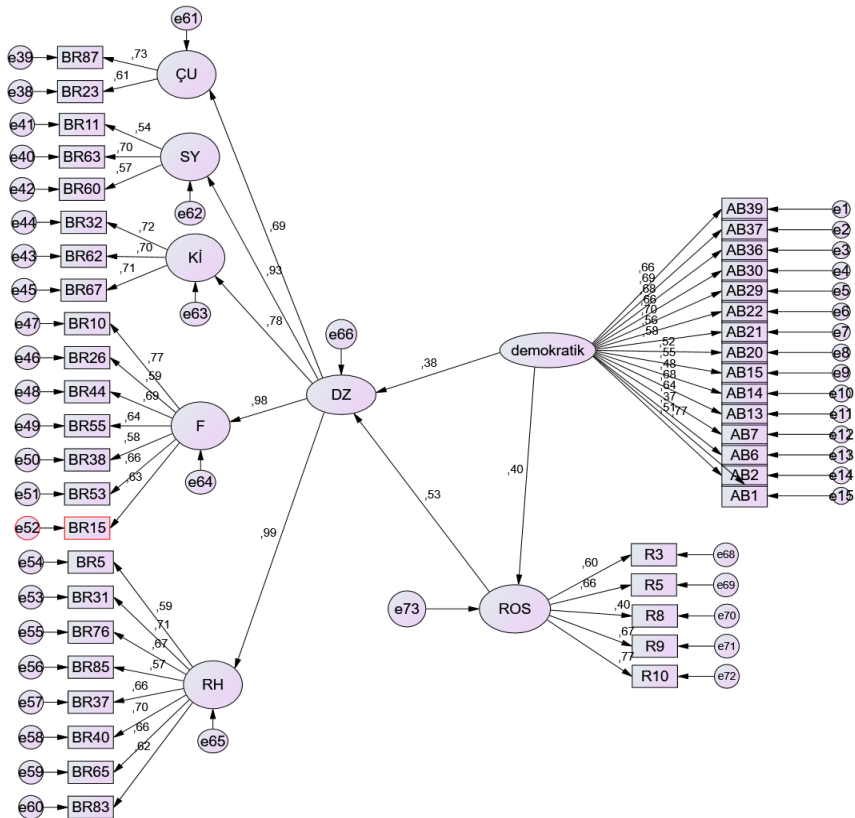 e61
e39 BR87 ,73 ÇU
e38 BR23 ,61
e41 BR11 ,54
e40 BR63 ,70 SY
e42 BR60 ,57
e62
e44 BR32 ,72
e43 BR62 ,70 Kİ
e45 BR67 ,71
e63
,69
,93
,78
e47 BR10 ,77
e46 BR26 ,59
e48 BR44 ,69
e49 BR55 ,64 F
e50 BR38 ,58
e51 BR53 ,66
e52 BR15 ,63
e64
,98
e66
DZ
,38
demokratik
,40
,53
,99
AB39 e1
AB37 e2
AB36 e3
AB30 e4
AB29 e5
AB22 e6
AB21 e7
AB20 e8
AB15 e9
AB14 e10
AB13 e11
AB7 e12
AB6 e13
AB2 e14
AB1 e15
,66
,69
,68
,66
,70
,56
,58
,52
,55
,48
,68
,64
,37
,51
,77
e54 BR5 ,59
e53 BR31 ,71
e55 BR76 ,67
e56 BR85 ,57
e57 BR37 ,66 RH
e58 BR40 ,70
e59 BR65 ,66
e60 BR83 ,62
e65
e73 ROS
,60 R3 e68
,66 R5 e69
,40 R8 e70
,67 R9 e71
,77 R10 e72